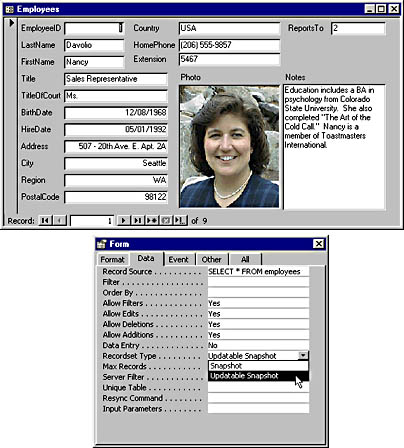 Employees
EmployeeID 1 Country USA ReportsTo 2
LastName Davolio HomePhone (206) 555-9857
FirstName Nancy Extension 5467
Title Sales Representative Photo Notes
TitleOfCourt Ms.
BirthDate 12/08/1968
HireDate 05/01/1992
Address 507 - 20th Ave. E. Apt. 2A
City Seattle
Region WA
PostalCode 98122
Education includes a BA in
psychology from Colorado
State University. She also
completed "The Art of the
Cold Call." Nancy is a
member of Toastmasters
International.
Record: 1 of 9
Form
Format Data Event Other All
Record Source . . . . . . . . . . SELECT * FROM employees
Filter . . . . . . . . . . . . . . . . .
Order By . . . . . . . . . . . . . .
Allow Filters . . . . . . . . . . . . Yes
Allow Edits . . . . . . . . . . . . . Yes
Allow Deletions . . . . . . . . . . Yes
Allow Additions . . . . . . . . . . Yes
Data Entry . . . . . . . . . . . . . No
Recordset Type . . . . . . . . . Updatable Snapshot
Max Records . . . . . . . . . . . Snapshot
Server Filter . . . . . . . . . . . . Updatable Snapshot
Unique Table . . . . . . . . . . .
Resync Command . . . . . . . .
Input Parameters . . . . . . . .